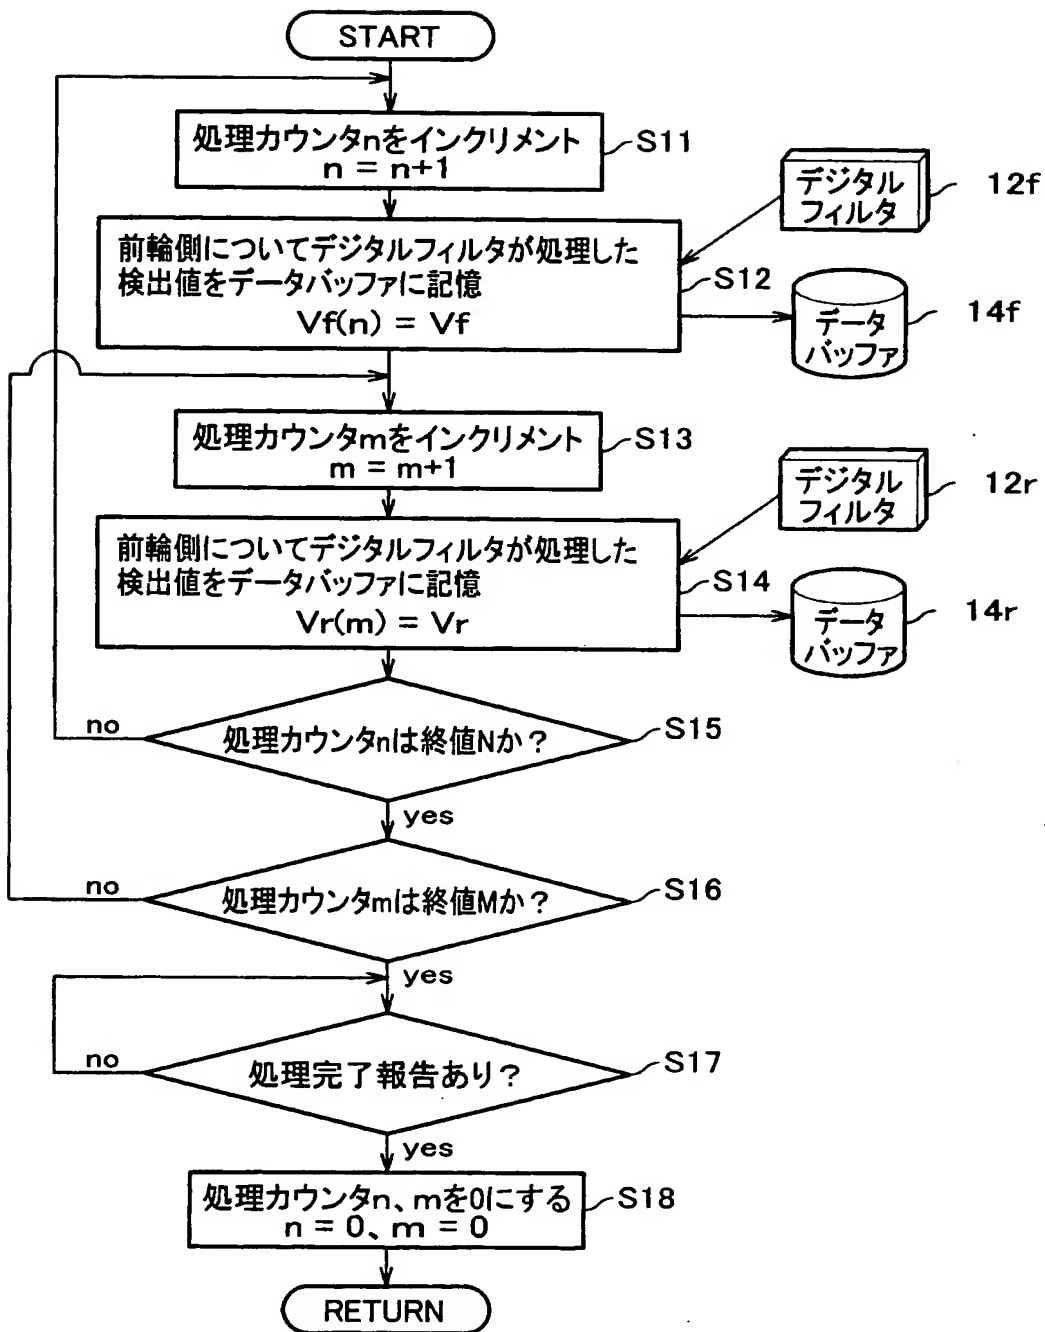 START
処理カウンタnをインクリメント
n = n+1
S11
デジタル
フィルタ
12f
前輪側についてデジタルフィルタが処理した
検出値をデータバッファに記憶
Vf(n) = Vf
S12
データ
バッファ
14f
処理カウンタmをインクリメント
m = m+1
S13
デジタル
フィルタ
12r
前輪側についてデジタルフィルタが処理した
検出値をデータバッファに記憶
Vr(m) = Vr
S14
データ
バッファ
14r
no
処理カウンタnは終値Nか？
S15
yes
no
処理カウンタmは終値Mか？
S16
yes
no
処理完了報告あり？
S17
yes
処理カウンタn、mを0にする
n = 0、m = 0
S18
RETURN